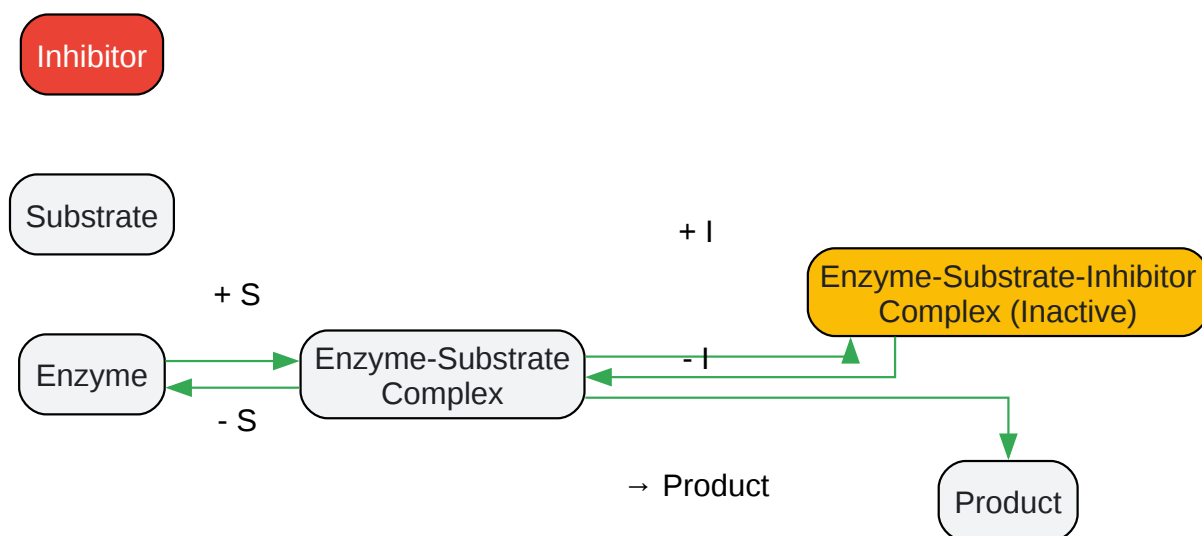 Inhibitor
Substrate
+ I
Enzyme-Substrate-Inhibitor
Complex (Inactive)
+ S
Enzyme
Enzyme-Substrate
Complex
- I
- S
→ Product
Product